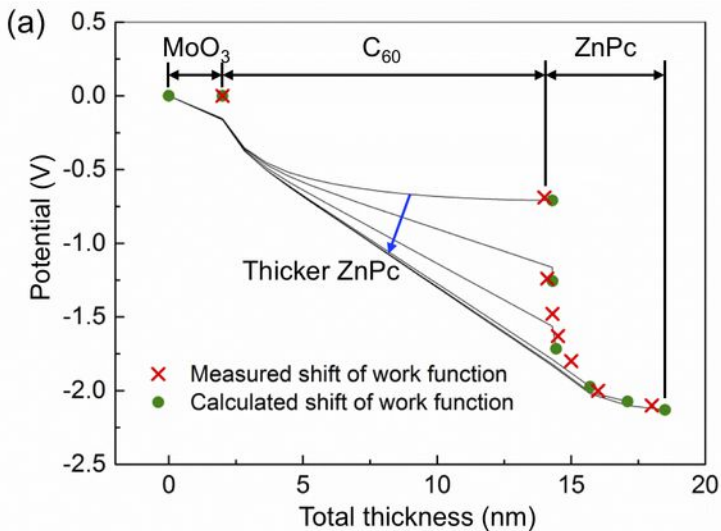 (a)
MoO₃
C₆₀
ZnPc
0.5
0.0
-0.5
-1.0
-1.5
-2.0
-2.5
Potential (V)
Thicker ZnPc
Measured shift of work function
Calculated shift of work function
0
5
10
15
20
Total thickness (nm)